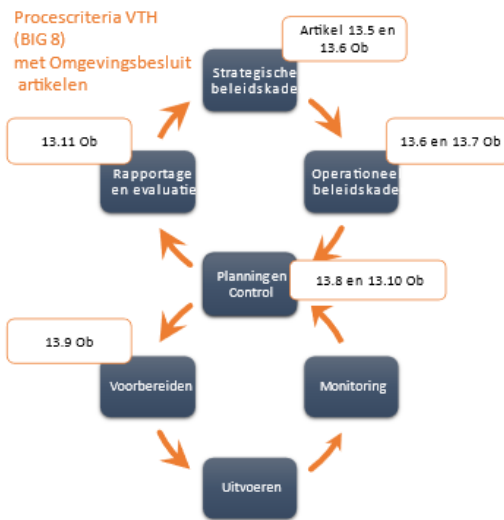 Procescriteria VTH
(BIG 8)
met Omgevingsbesluit
artikelen
Artikel 13.5 en
13.6 Ob
Strategische
beleidskade
13.11 Ob
13.6 en 13.7 Ob
Rapportage
en evaluatie
Operationee
beleidskade
Planning en
Control
13.8 en 13.10 Ob
13.9 Ob
Voorbereiden
Monitoring
Uitvoeren